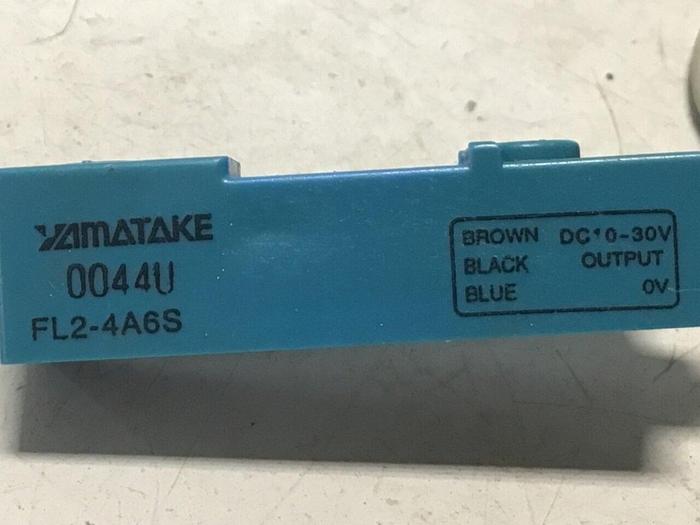 YAMATAKE
0044U
FL2-4A6S
BROWN DC10-30V
BLACK OUTPUT
BLUE 0V